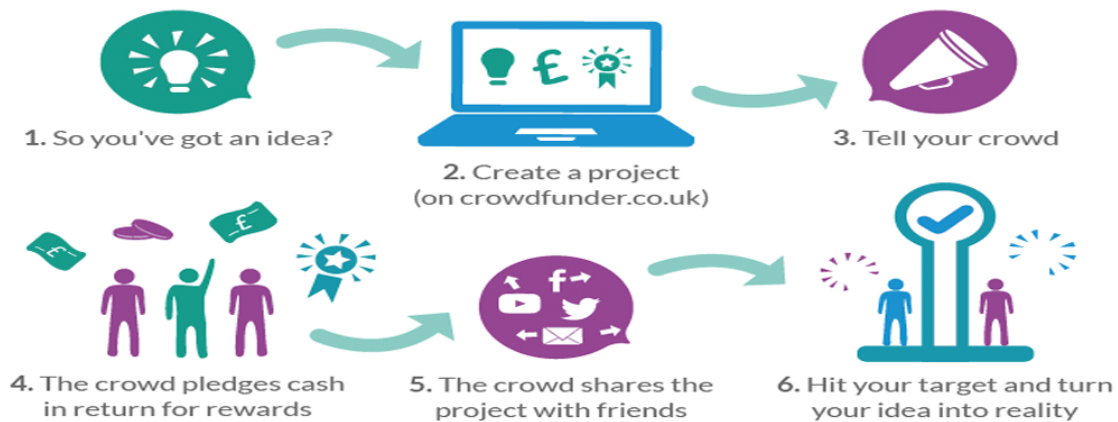 1. So you've got an idea?
2. Create a project
(on crowdfunder.co.uk)
3. Tell your crowd
4. The crowd pledges cash
in return for rewards
5. The crowd shares the
project with friends
6. Hit your target and turn
your idea into reality